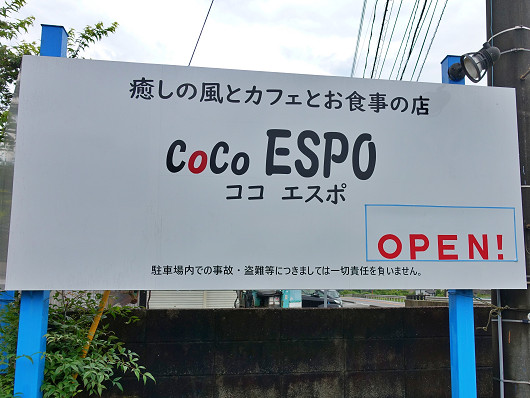 癒しの風とカフェとお食事の店
CoCo ESPO
ココ エスポ
OPEN!
駐車場内での事故・盗難等につきましては一切責任を負いません。